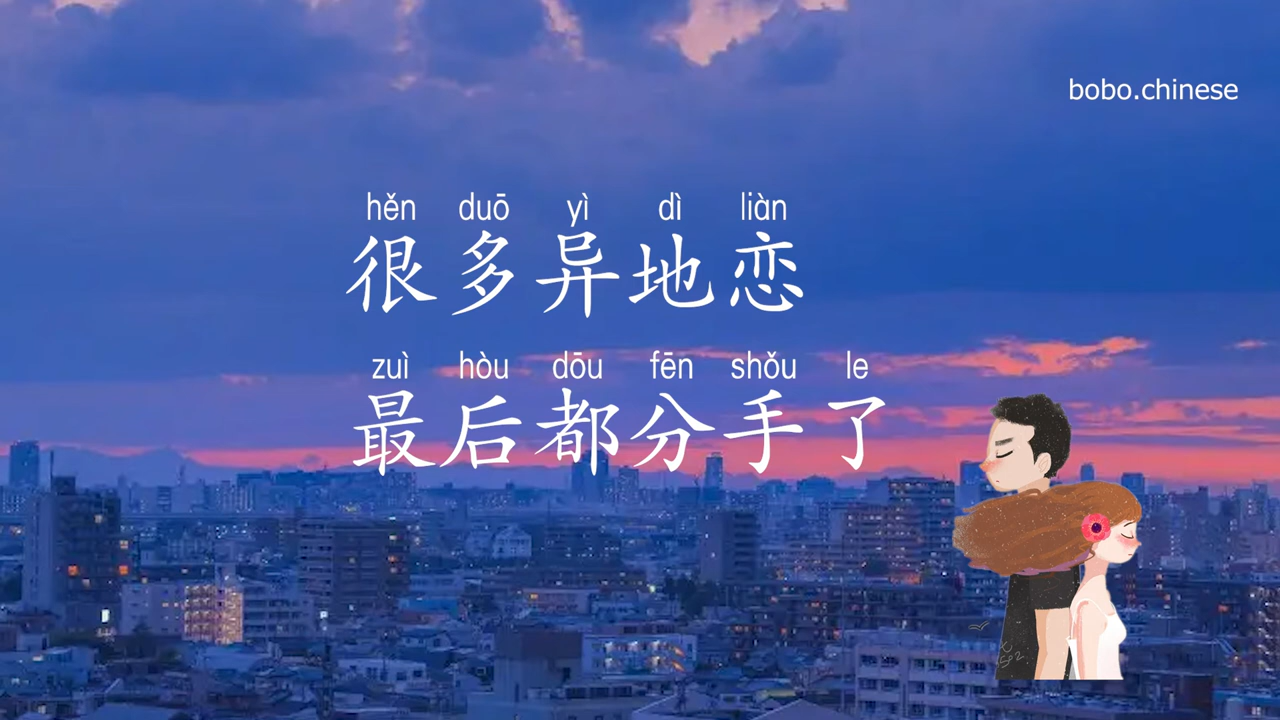 bobo.chinese
hěn duō yì dì liàn
很多异地恋
zuì hòu dōu fēn shǒu le
最后都分手了